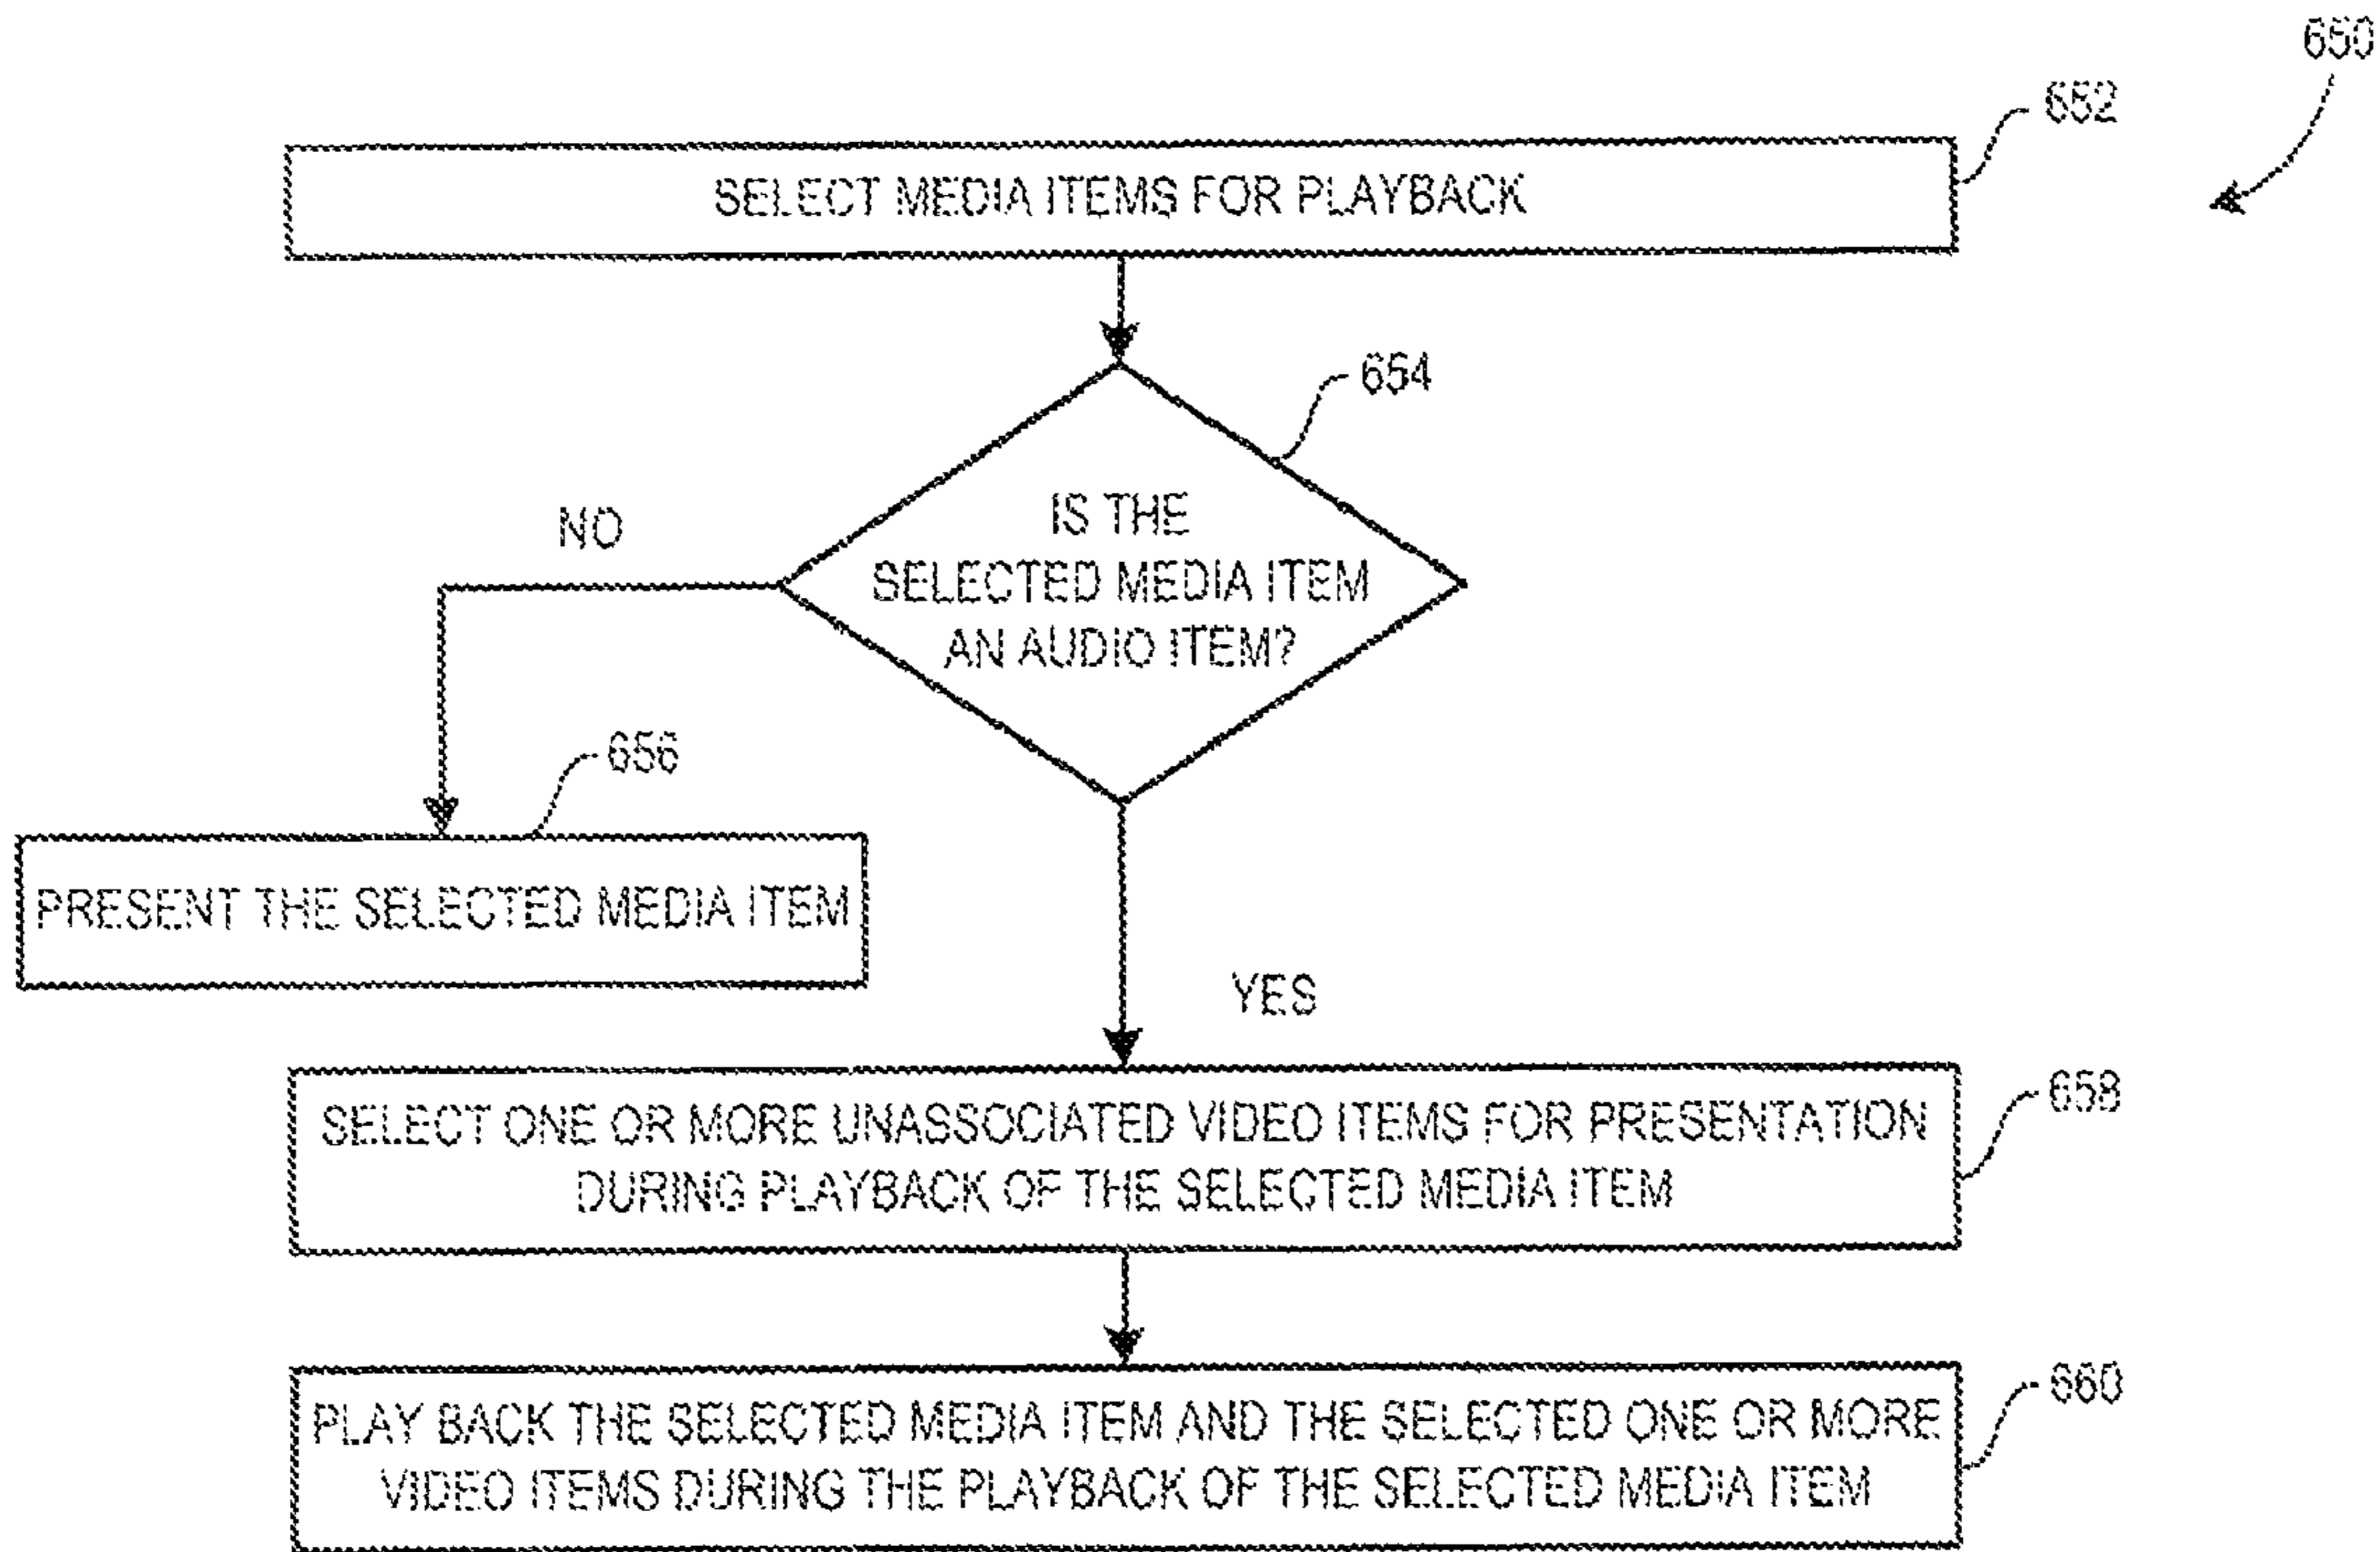 650
652
SELECT MEDIA ITEMS FOR PLAYBACK
654
IS THE
SELECTED MEDIA ITEM
AN AUDIO ITEM?
NO
656
PRESENT THE SELECTED MEDIA ITEM
YES
658
SELECT ONE OR MORE UNASSOCIATED VIDEO ITEMS FOR PRESENTATION
DURING PLAYBACK OF THE SELECTED MEDIA ITEM
660
PLAY BACK THE SELECTED MEDIA ITEM AND THE SELECTED ONE OR MORE
VIDEO ITEMS DURING THE PLAYBACK OF THE SELECTED MEDIA ITEM